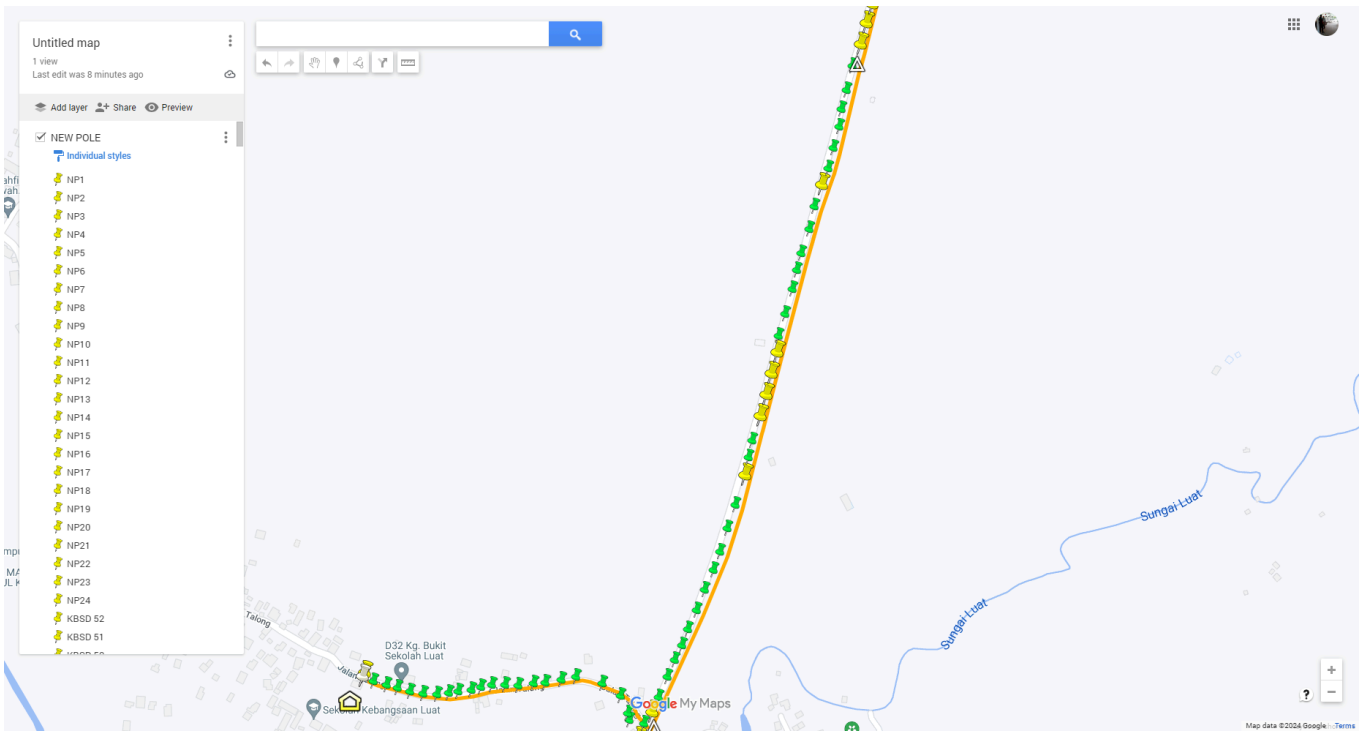 Untitled map
1 view
Last edit was 8 minutes ago
Add layer Share Preview
NEW POLE
Individual styles
NP1
NP2
NP3
NP4
NP5
NP6
NP7
NP8
NP9
NP10
NP11
NP12
NP13
NP14
NP15
NP16
NP17
NP18
NP19
NP20
NP21
NP22
NP23
NP24
KBSD 52
KBSD 51
Talong
Jalan
D32 Kg. Bukit
Sekolah Luat
Sekolah Kebangsaan Luat
Sungai Luat
Sungai Luat
Google My Maps
+
?
−
Map data ©2024 Google Terms